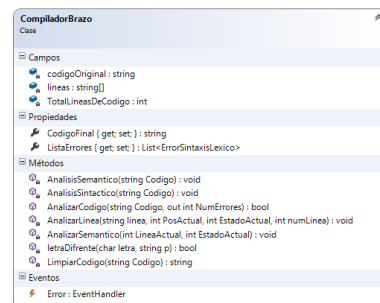 CompiladorBrazo
Clase
Campos
codigoOriginal : string
lineas : string[]
TotalLineasDeCodigo : int
Propiedades
CodigoFinal { get; set; } : string
ListaErrores { get; set; } : List<ErrorSintaxisLexico>
Métodos
AnalisisSemantico(string Codigo) : void
AnalisisSintactico(string Codigo) : void
AnalizarCodigo(string Codigo, out int NumErrores) : bool
AnalizarLinea(string linea, int PosActual, int EstadoActual, int numLinea) : void
AnalizarSemantico(int LineaActual, int EstadoActual) : void
letraDifrente(char letra, string p) : bool
LimpiarCodigo(string Codigo) : string
Eventos
Error : EventHandler